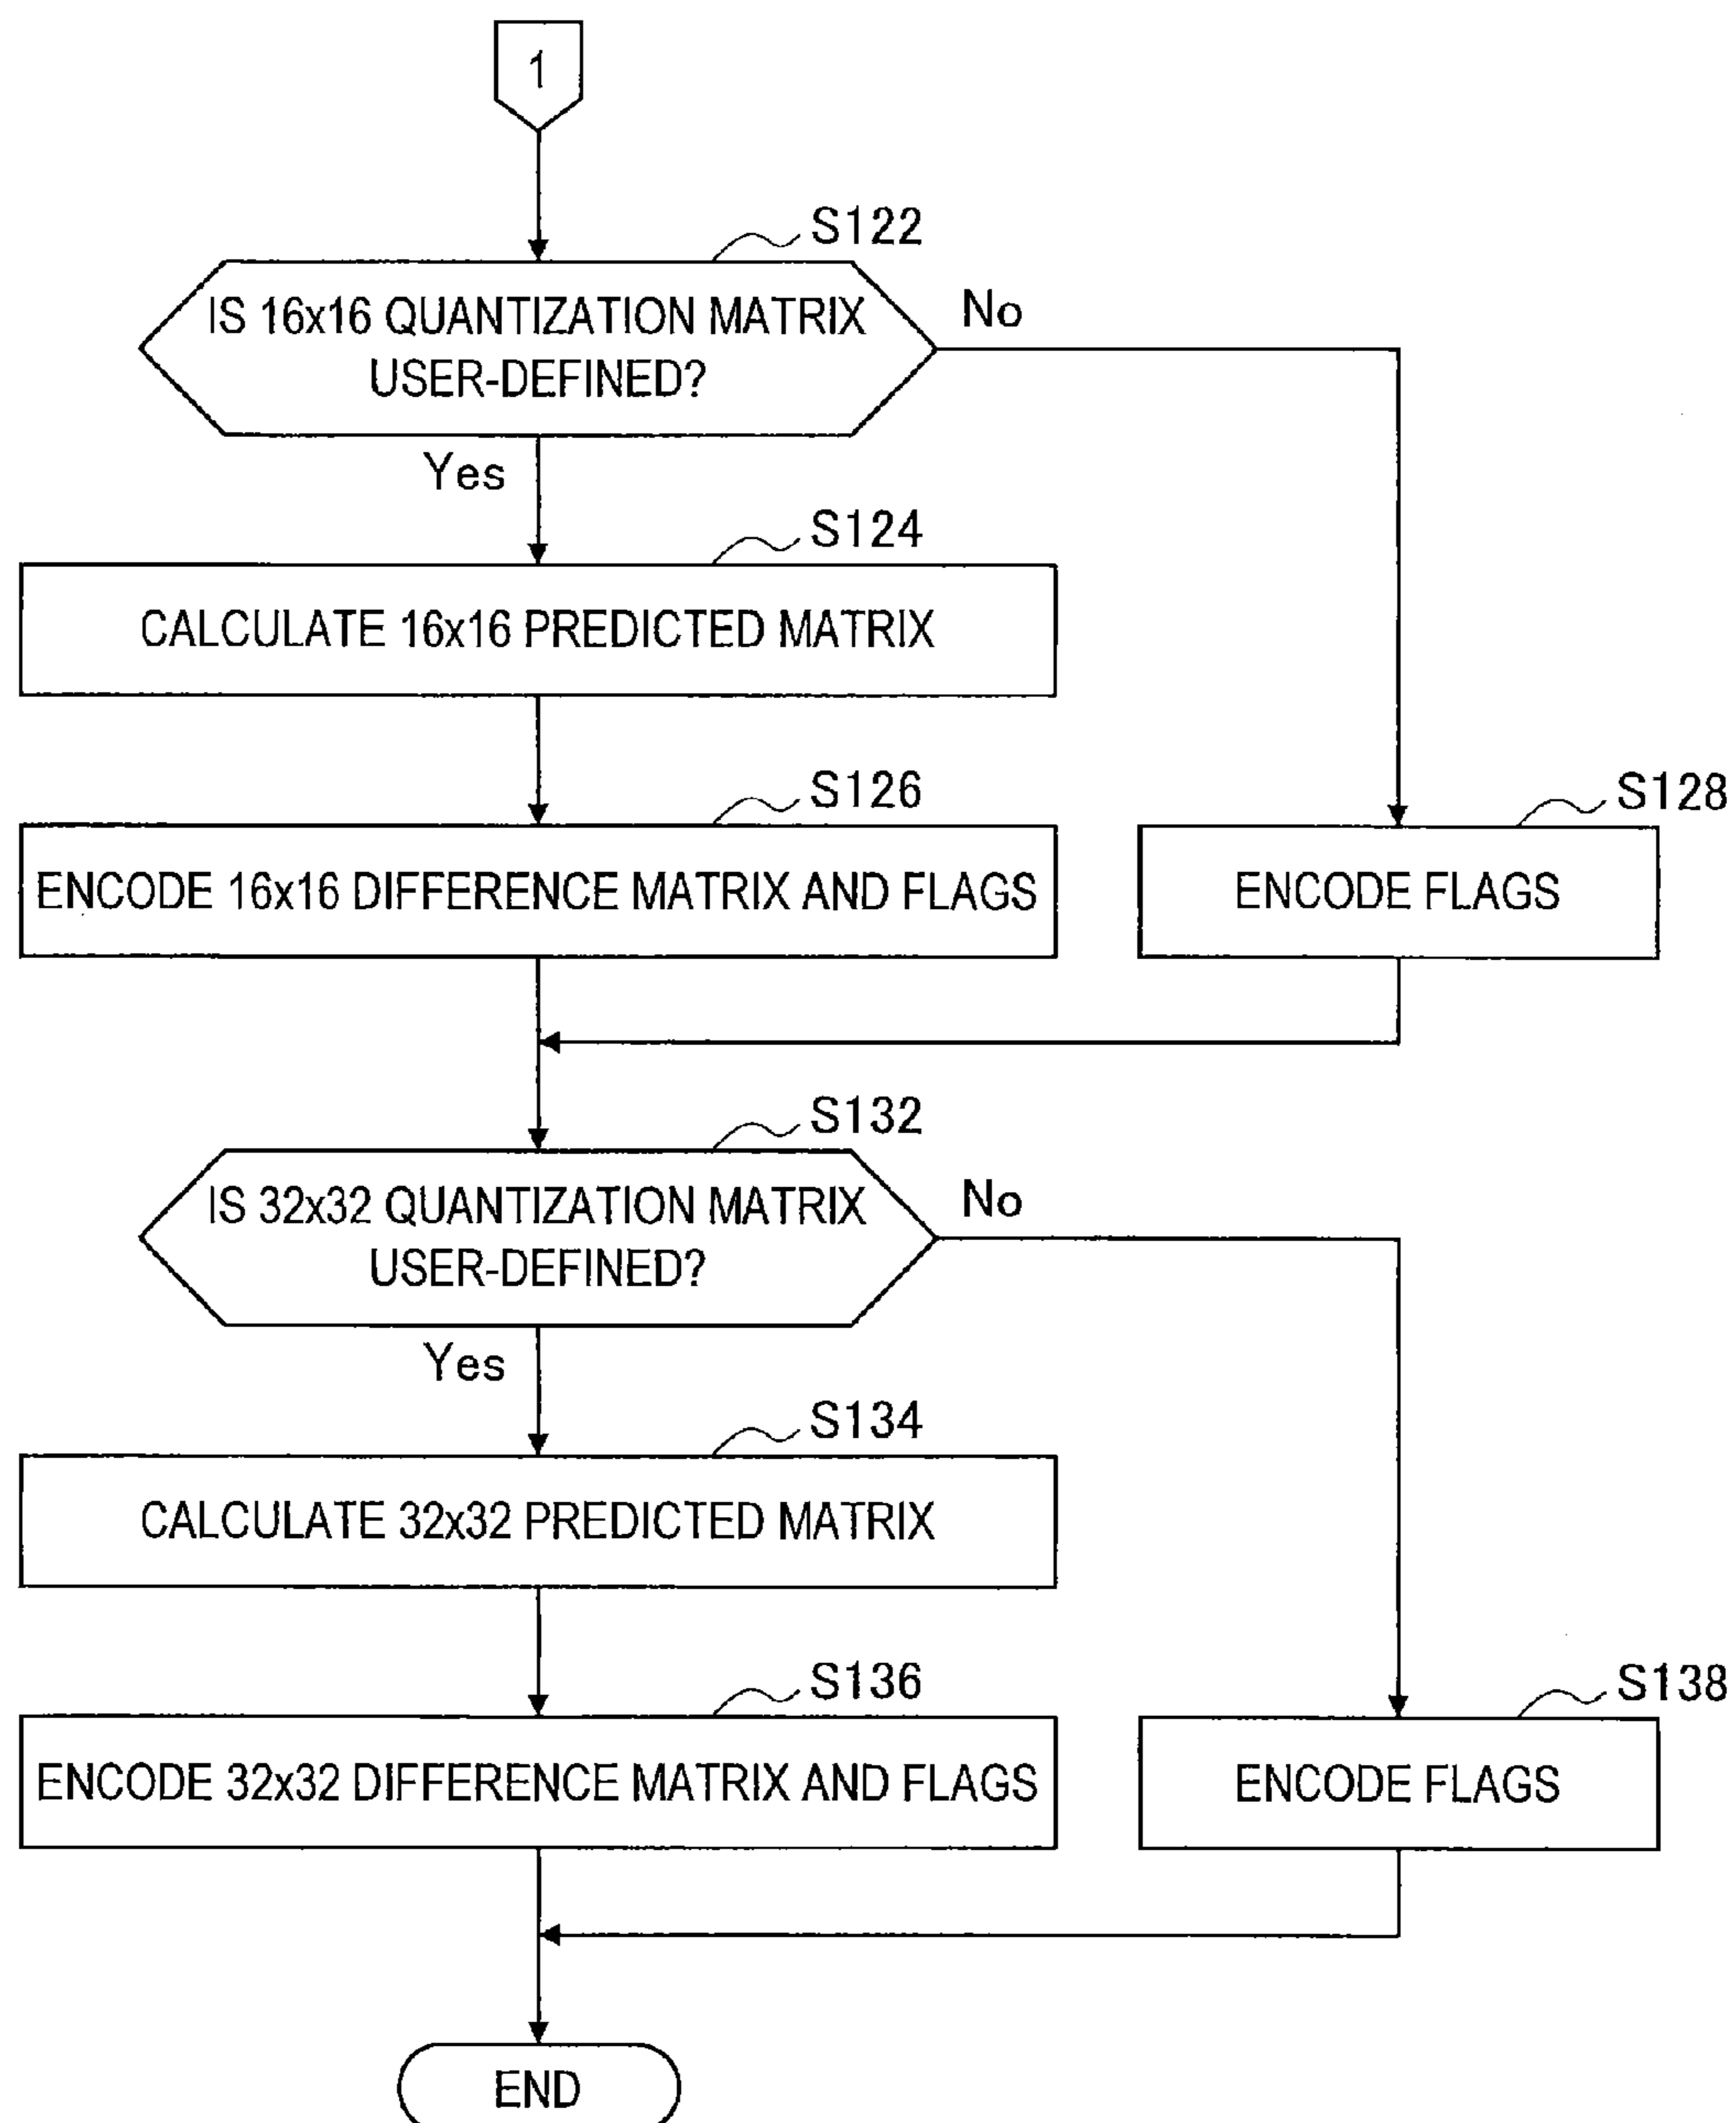 1
S122
IS 16x16 QUANTIZATION MATRIX
USER-DEFINED?
No
Yes
S124
CALCULATE 16x16 PREDICTED MATRIX
S126
ENCODE 16x16 DIFFERENCE MATRIX AND FLAGS
S128
ENCODE FLAGS
S132
IS 32x32 QUANTIZATION MATRIX
USER-DEFINED?
No
Yes
S134
CALCULATE 32x32 PREDICTED MATRIX
S136
ENCODE 32x32 DIFFERENCE MATRIX AND FLAGS
S138
ENCODE FLAGS
END